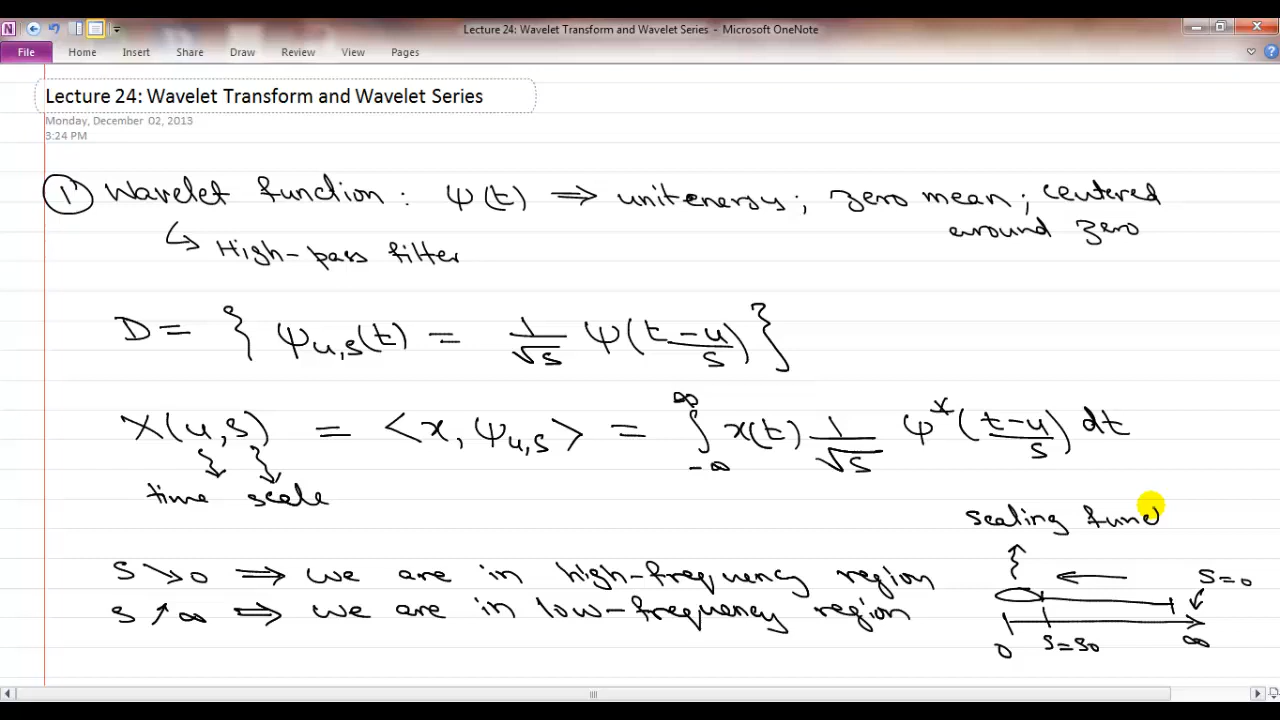 Lecture 24: Wavelet Transform and Wavelet Series - Microsoft OneNote
File Home Insert Share Draw Review View Pages
Lecture 24: Wavelet Transform and Wavelet Series
Monday, December 02, 2013
3:24 PM
① Wavelet function: ψ(t) ⟹ unit energy; zero mean; centered
around zero
↳ High-pass filter
D = { ψu,s(t) = 1/√s ψ(t-u/s) }
X(u,s) = <x, ψu,s> = ∫-∞^∞ x(t) 1/√s ψ*(t-u/s) dt
time scale
scaling func
s ↘ 0 ⟹ we are in high-frequency region
s=0
s ↗ ∞ ⟹ we are in low-frequency region
0 s=s0 ∞